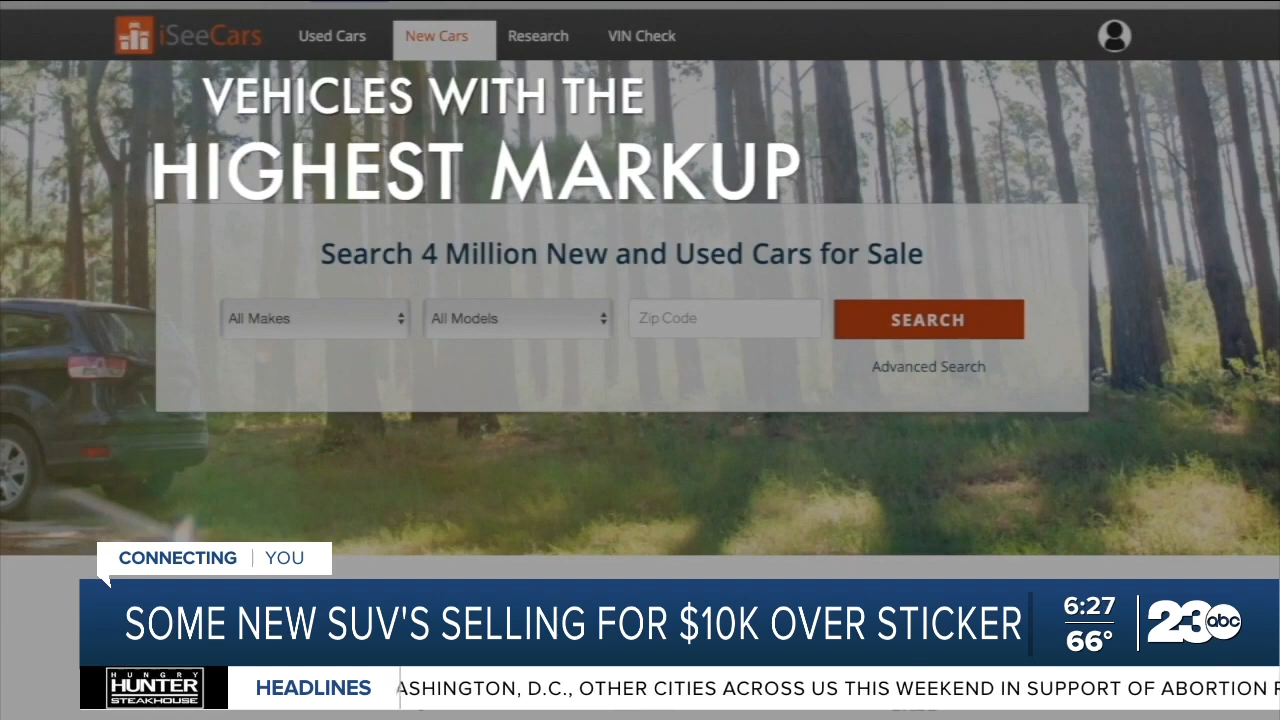 iSeeCars Used Cars New Cars Research VIN Check
VEHICLES WITH THE
HIGHEST MARKUP
Search 4 Million New and Used Cars for Sale
All Makes All Models Zip Code SEARCH
Advanced Search
CONNECTING | YOU
SOME NEW SUV'S SELLING FOR $10K OVER STICKER
6:27
66°
23 abc
HUNGRY
HUNTER
STEAKHOUSE
HEADLINES
ASHINGTON, D.C., OTHER CITIES ACROSS US THIS WEEKEND IN SUPPORT OF ABORTION